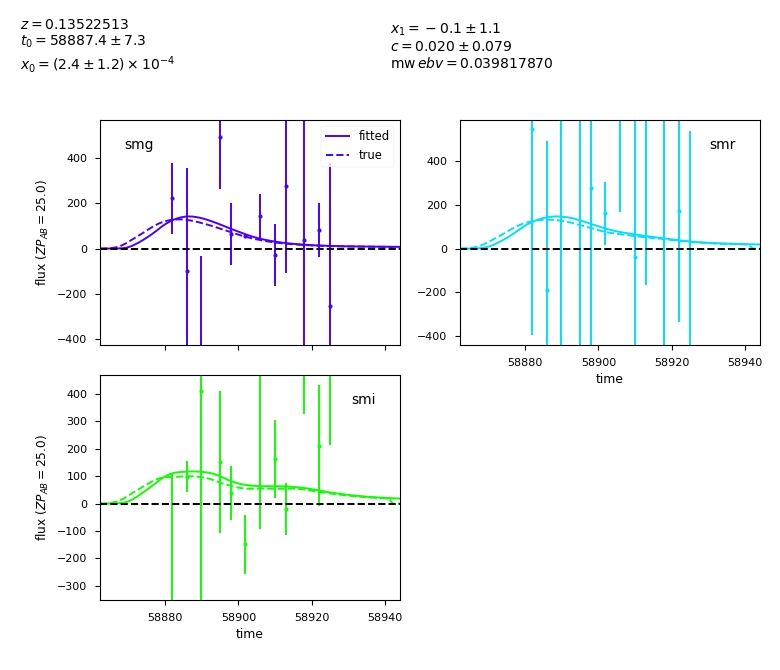 z = 0.13522513
t₀ = 58887.4 ± 7.3
x₀ = (2.4 ± 1.2) × 10⁻⁴
x₁ = −0.1 ± 1.1
c = 0.020 ± 0.079
mw ebv = 0.039817870
smg
fitted
true
400
200
0
−200
−400
flux (ZP_AB = 25.0)
smr
400
200
0
−200
−400
58880 58900 58920 58940
time
smi
400
300
200
100
0
−100
−200
−300
flux (ZP_AB = 25.0)
58880 58900 58920 58940
time